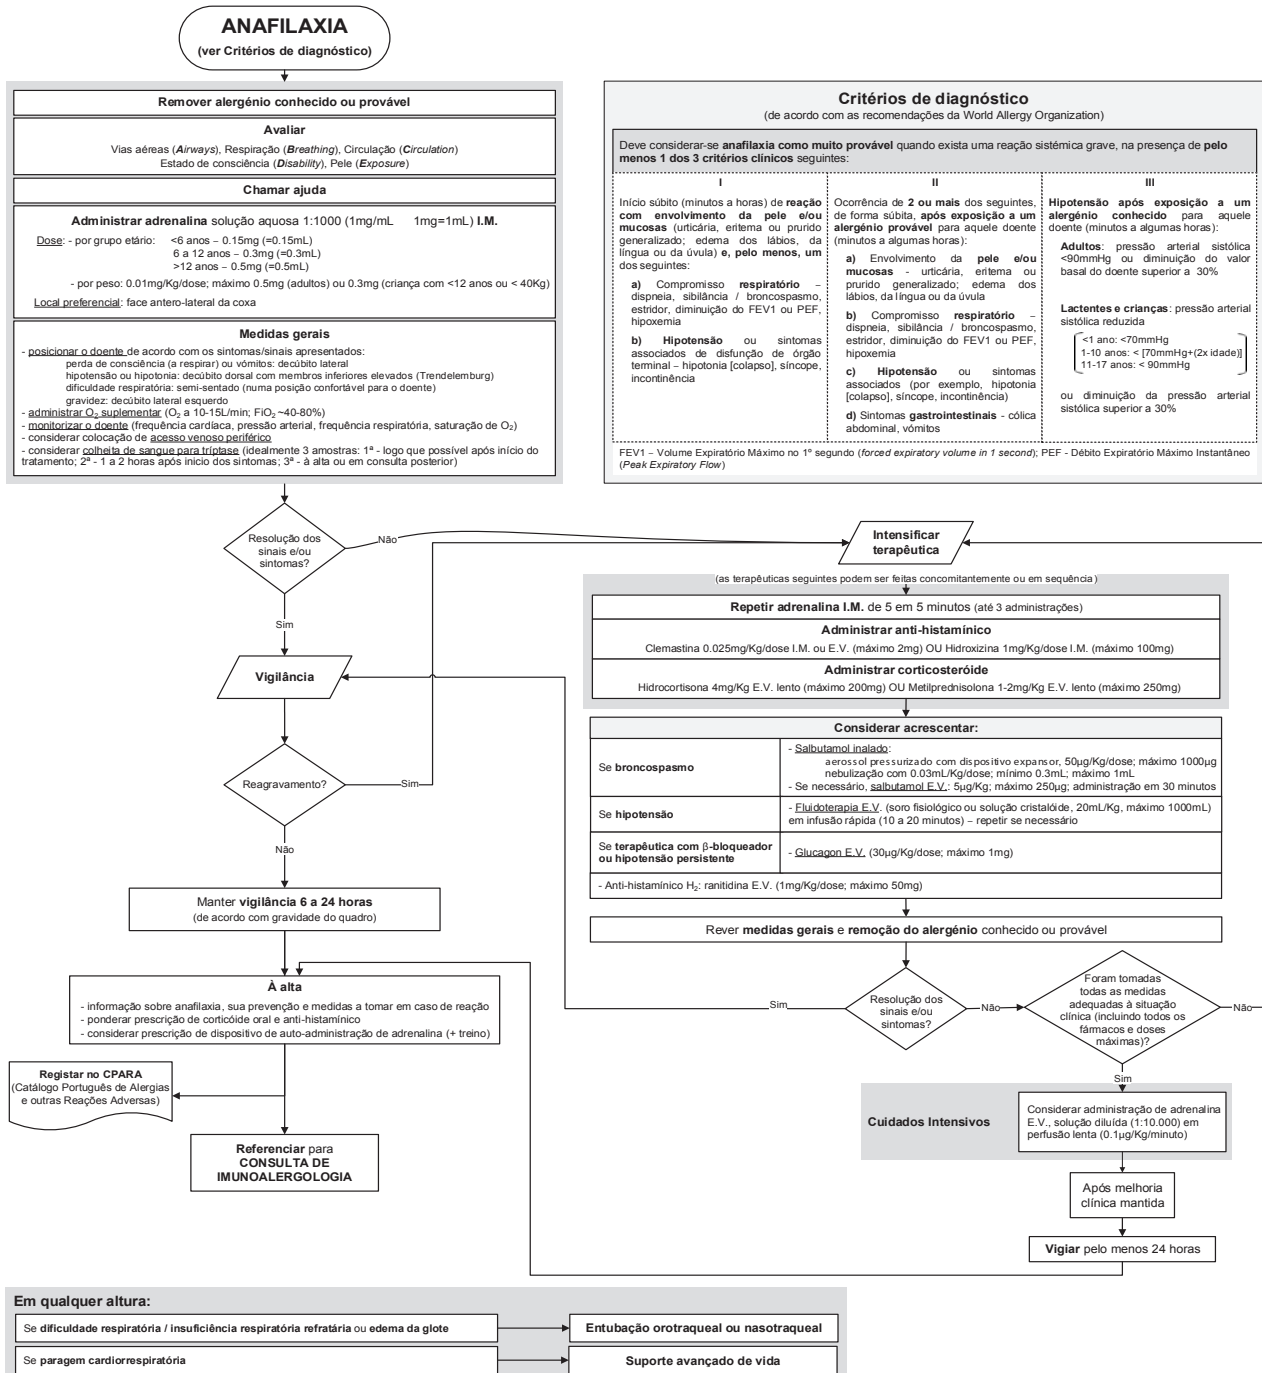 ANAFILAXIA
(ver Critérios de diagnóstico)
Remover alergénio conhecido ou provável
Avaliar
Vias aéreas (Airways), Respiração (Breathing), Circulação (Circulation)
Estado de consciência (Disability), Pele (Exposure)
Chamar ajuda
Administrar adrenalina solução aquosa 1:1000 (1mg/mL 1mg=1mL) I.M.
Dose: - por grupo etário: <6 anos – 0.15mg (=0.15mL)
6 a 12 anos – 0.3mg (=0.3mL)
>12 anos – 0.5mg (=0.5mL)
- por peso: 0.01mg/Kg/dose; máximo 0.5mg (adultos) ou 0.3mg (criança com <12 anos ou < 40Kg)
Local preferencial: face antero-lateral da coxa
Medidas gerais
- posicionar o doente de acordo com os sintomas/sinais apresentados:
perda de consciência (a respirar) ou vómitos: decúbito lateral
hipotensão ou hipotonia: decúbito dorsal com membros inferiores elevados (Trendelemburg)
dificuldade respiratória: semi-sentado (numa posição confortável para o doente)
gravidez: decúbito lateral esquerdo
- administrar O₂ suplementar (O₂ a 10-15L/min; FiO₂ ~40-80%)
- monitorizar o doente (frequência cardíaca, pressão arterial, frequência respiratória, saturação de O₂)
- considerar colocação de acesso venoso periférico
- considerar colheita de sangue para tríptase (idealmente 3 amostras: 1ª - logo que possível após início do
tratamento; 2ª - 1 a 2 horas após inicio dos sintomas; 3ª - à alta ou em consulta posterior)
Critérios de diagnóstico
(de acordo com as recomendações da World Allergy Organization)
Deve considerar-se anafilaxia como muito provável quando exista uma reação sistémica grave, na presença de pelo
menos 1 dos 3 critérios clínicos seguintes:
I
Início súbito (minutos a horas) de reação
com envolvimento da pele e/ou
mucosas (urticária, eritema ou prurido
generalizado; edema dos lábios, da
língua ou da úvula) e, pelo menos, um
dos seguintes:
a) Compromisso respiratório –
dispneia, sibilância / broncospasmo,
estridor, diminuição do FEV1 ou PEF,
hipoxemia
b) Hipotensão ou sintomas
associados de disfunção de órgão
terminal – hipotonia [colapso], síncope,
incontinência
II
Ocorrência de 2 ou mais dos seguintes,
de forma súbita, após exposição a um
alergénio provável para aquele doente
(minutos a algumas horas):
a) Envolvimento da pele e/ou
mucosas - urticária, eritema ou
prurido generalizado; edema dos
lábios, da língua ou da úvula
b) Compromisso respiratório –
dispneia, sibilância / broncospasmo,
estridor, diminuição do FEV1 ou PEF,
hipoxemia
c) Hipotensão ou sintomas
associados (por exemplo, hipotonia
[colapso], síncope, incontinência)
d) Sintomas gastrointestinais - cólica
abdominal, vómitos
III
Hipotensão após exposição a um
alergénio conhecido para aquele
doente (minutos a algumas horas):
Adultos: pressão arterial sistólica
<90mmHg ou diminuição do valor
basal do doente superior a 30%
Lactentes e crianças: pressão arterial
sistólica reduzida
<1 ano: <70mmHg
1-10 anos: < [70mmHg+(2x idade)]
11-17 anos: < 90mmHg
ou diminuição da pressão arterial
sistólica superior a 30%
FEV1 – Volume Expiratório Máximo no 1º segundo (forced expiratory volume in 1 second); PEF - Débito Expiratório Máximo Instantâneo
(Peak Expiratory Flow)
Resolução dos
sinais e/ou
sintomas?
Não
Sim
Vigilância
Reagravamento?
Sim
Não
Manter vigilância 6 a 24 horas
(de acordo com gravidade do quadro)
À alta
- informação sobre anafilaxia, sua prevenção e medidas a tomar em caso de reação
- ponderar prescrição de corticóide oral e anti-histamínico
- considerar prescrição de dispositivo de auto-administração de adrenalina (+ treino)
Registar no CPARA
(Catálogo Português de Alergias
e outras Reações Adversas)
Referenciar para
CONSULTA DE
IMUNOALERGOLOGIA
Intensificar
terapêutica
(as terapêuticas seguintes podem ser feitas concomitantemente ou em sequência)
Repetir adrenalina I.M. de 5 em 5 minutos (até 3 administrações)
Administrar anti-histamínico
Clemastina 0.025mg/Kg/dose I.M. ou E.V. (máximo 2mg) OU Hidroxizina 1mg/Kg/dose I.M. (máximo 100mg)
Administrar corticosteróide
Hidrocortisona 4mg/Kg E.V. lento (máximo 200mg) OU Metilprednisolona 1-2mg/Kg E.V. lento (máximo 250mg)
Considerar acrescentar:
Se broncospasmo
- Salbutamol inalado:
aerossol pressurizado com dispositivo expansor, 50µg/Kg/dose; máximo 1000µg
nebulização com 0.03mL/Kg/dose; mínimo 0.3mL; máximo 1mL
- Se necessário, salbutamol E.V.: 5µg/Kg; máximo 250µg; administração em 30 minutos
Se hipotensão
- Fluidoterapia E.V. (soro fisiológico ou solução cristalóide, 20mL/Kg, máximo 1000mL)
em infusão rápida (10 a 20 minutos) – repetir se necessário
Se terapêutica com β-bloqueador
ou hipotensão persistente
- Glucagon E.V. (30µg/Kg/dose; máximo 1mg)
- Anti-histamínico H₂: ranitidina E.V. (1mg/Kg/dose; máximo 50mg)
Rever medidas gerais e remoção do alergénio conhecido ou provável
Sim
Resolução dos
sinais e/ou
sintomas?
Não
Foram tomadas
todas as medidas
adequadas à situação
clínica (incluindo todos os
fármacos e doses
máximas)?
Não
Sim
Cuidados Intensivos
Considerar administração de adrenalina
E.V., solução diluída (1:10.000) em
perfusão lenta (0.1µg/Kg/minuto)
Após melhoria
clínica mantida
Vigiar pelo menos 24 horas
Em qualquer altura:
Se dificuldade respiratória / insuficiência respiratória refratária ou edema da glote
Entubação orotraqueal ou nasotraqueal
Se paragem cardiorrespiratória
Suporte avançado de vida